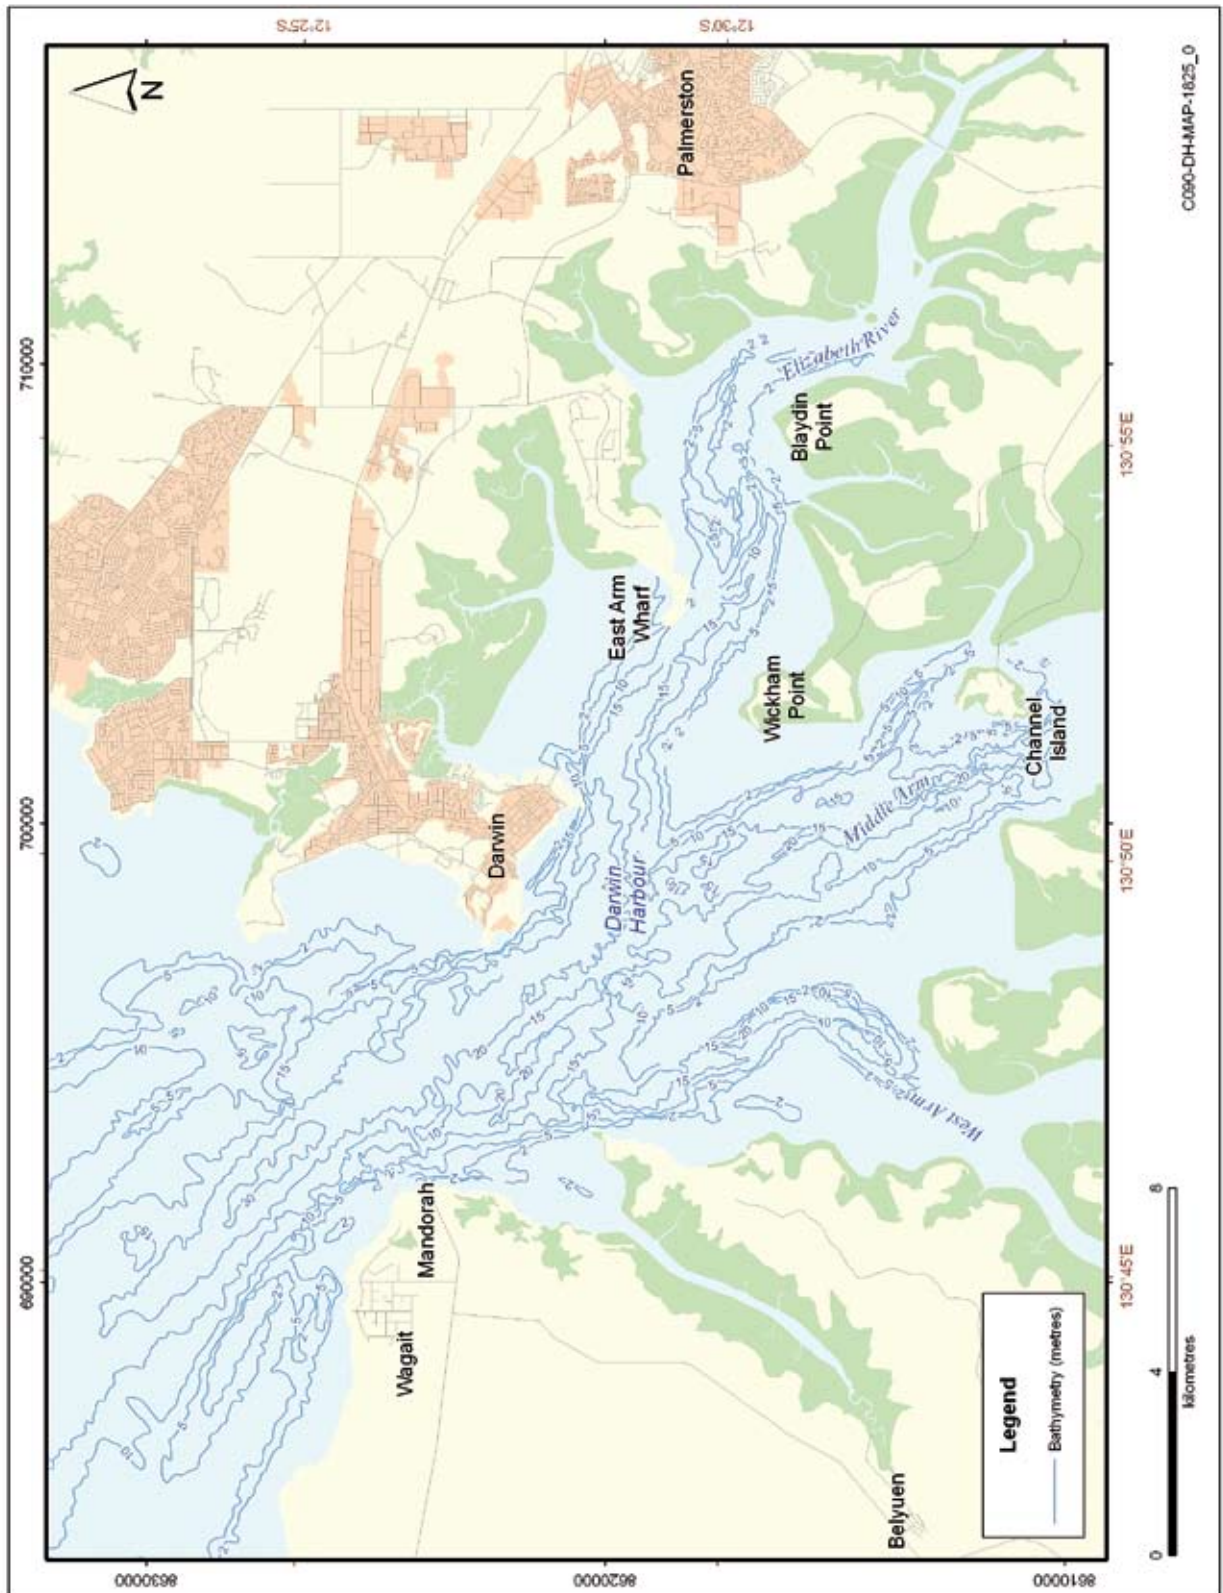 690000
700000
710000
8630000
8620000
8610000
12°25'S
12°30'S
130°45'E
130°50'E
130°55'E
N
Wagait
Mandorah
Darwin
Darwin
Harbour
East Arm
Wharf
Palmerston
Wickham
Point
Blaydin
Point
Elizabeth River
Middle Arm
West Arm
Channel
Island
Belyuen
Legend
Bathymetry (metres)
0
4
8
kilometres
C090-DH-MAP-1825_0